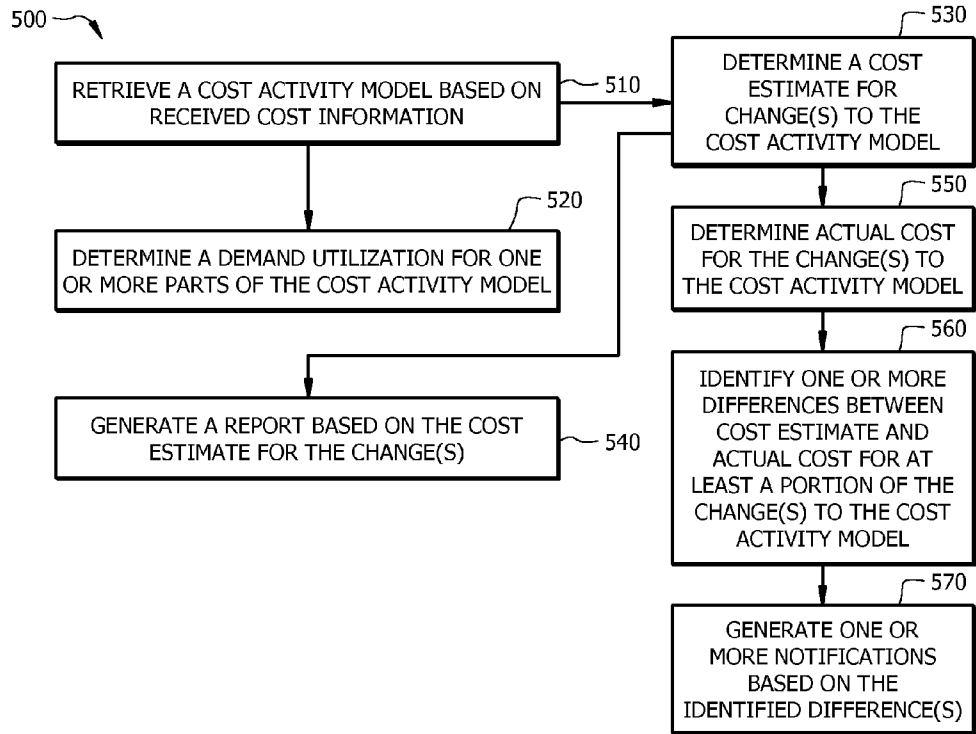 500
RETRIEVE A COST ACTIVITY MODEL BASED ON
RECEIVED COST INFORMATION
510
520
DETERMINE A DEMAND UTILIZATION FOR ONE
OR MORE PARTS OF THE COST ACTIVITY MODEL
530
DETERMINE A COST
ESTIMATE FOR
CHANGE(S) TO THE
COST ACTIVITY MODEL
GENERATE A REPORT BASED ON THE COST
ESTIMATE FOR THE CHANGE(S)
540
550
DETERMINE ACTUAL COST
FOR THE CHANGE(S) TO
THE COST ACTIVITY MODEL
560
IDENTIFY ONE OR MORE
DIFFERENCES BETWEEN
COST ESTIMATE AND
ACTUAL COST FOR AT
LEAST A PORTION OF THE
CHANGE(S) TO THE COST
ACTIVITY MODEL
570
GENERATE ONE OR
MORE NOTIFICATIONS
BASED ON THE
IDENTIFIED DIFFERENCE(S)